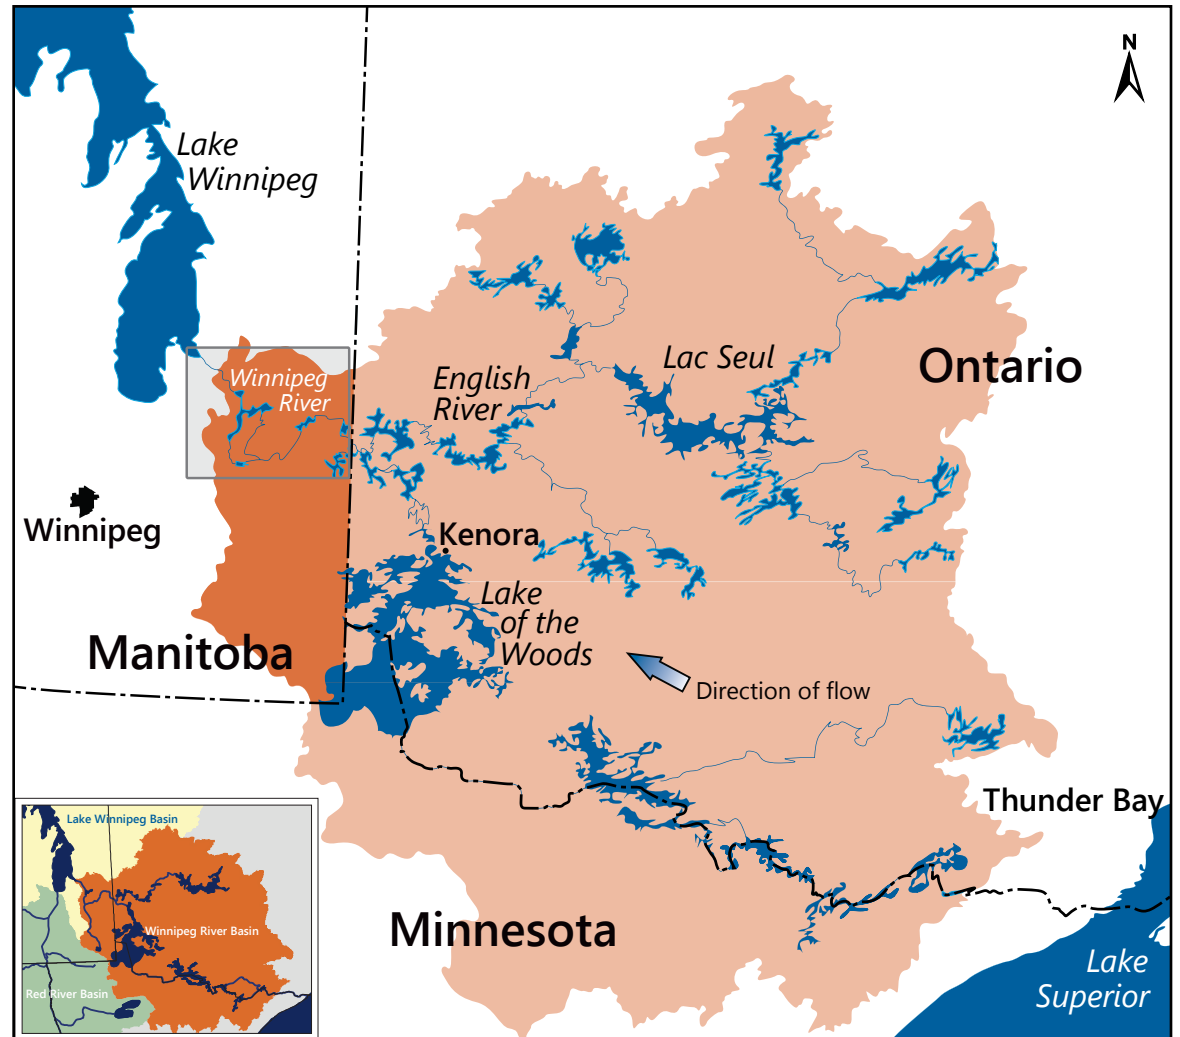 N
Lake
Winnipeg
Winnipeg
River
English
River
Lac Seul
Ontario
Winnipeg
Kenora
Lake
of the
Woods
Manitoba
Direction of flow
Thunder Bay
Minnesota
Lake
Superior
Lake Winnipeg Basin
Winnipeg River Basin
Red River Basin